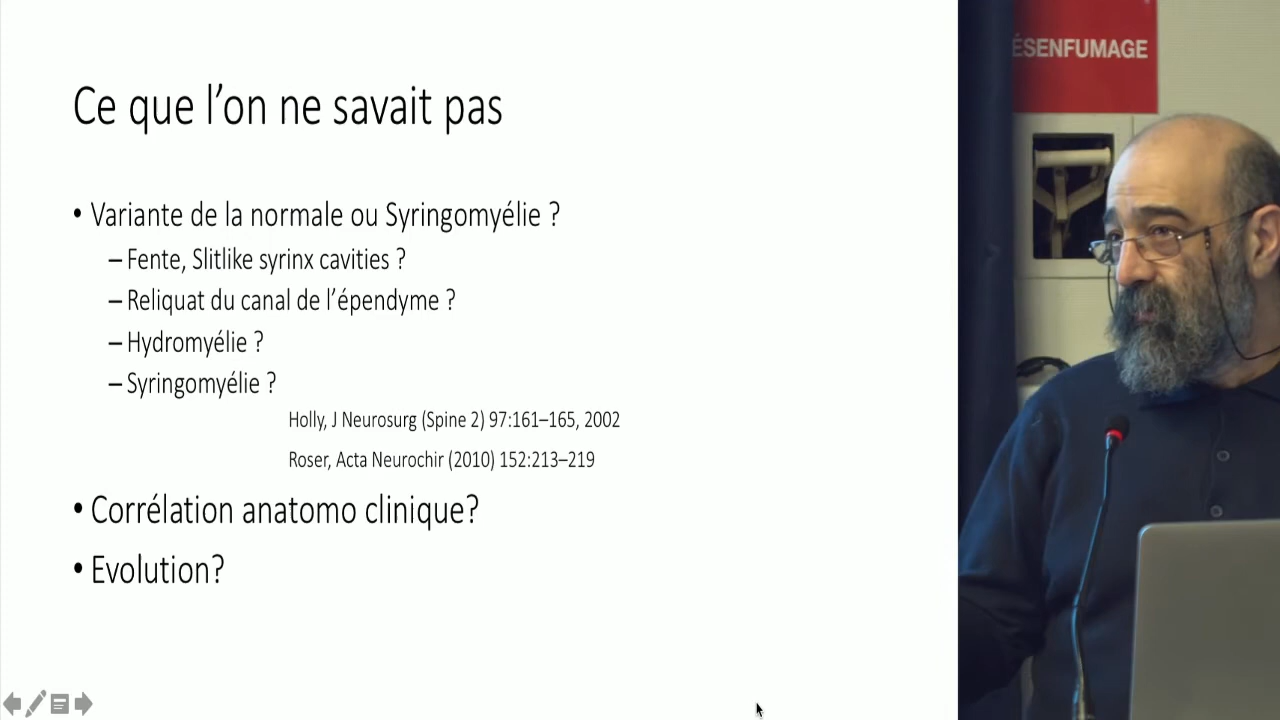 Ce que l’on ne savait pas
• Variante de la normale ou Syringomyélie ?
– Fente, Slitlike syrinx cavities ?
– Reliquat du canal de l’épendyme ?
– Hydromyélie ?
– Syringomyélie ?
Holly, J Neurosurg (Spine 2) 97:161–165, 2002
Roser, Acta Neurochir (2010) 152:213–219
• Corrélation anatomo clinique?
• Evolution?
ÉSENFUMAGE